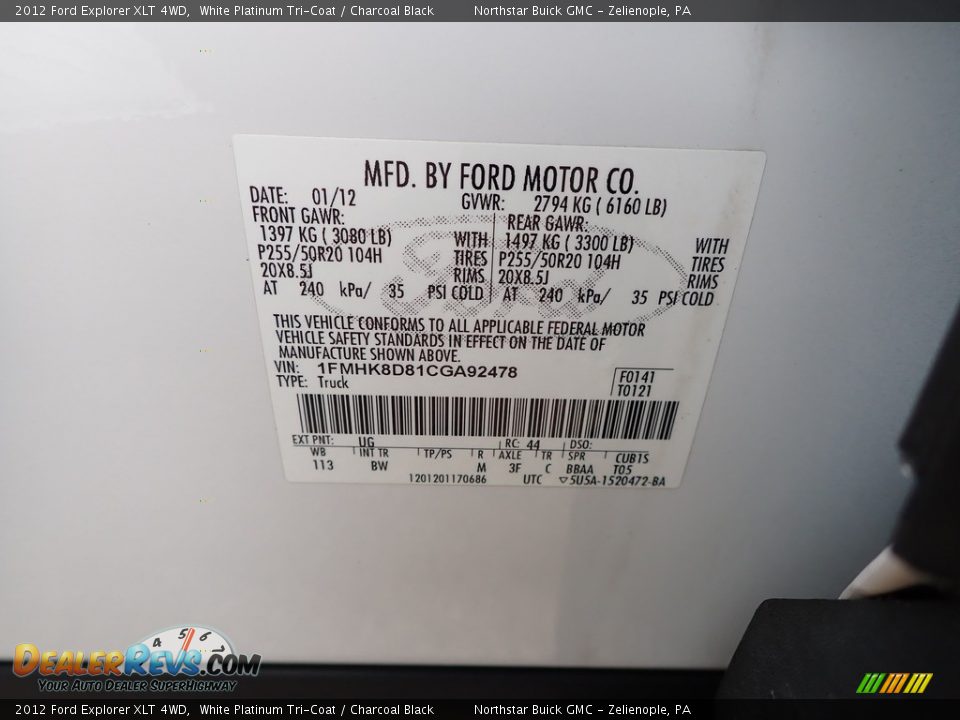 2012 Ford Explorer XLT 4WD, White Platinum Tri-Coat / Charcoal Black Northstar Buick GMC - Zelienople, PA
MFD. BY FORD MOTOR CO.
DATE: 01/12 GVWR: 2794 KG ( 6160 LB)
FRONT GAWR: REAR GAWR:
1397 KG ( 3080 LB) WITH 1497 KG ( 3300 LB) WITH
P255/50R20 104H TIRES P255/50R20 104H TIRES
20X8.5J RIMS 20X8.5J RIMS
AT 240 kPa/ 35 PSI COLD AT 240 kPa/ 35 PSI COLD
Ford
THIS VEHICLE CONFORMS TO ALL APPLICABLE FEDERAL MOTOR
VEHICLE SAFETY STANDARDS IN EFFECT ON THE DATE OF
MANUFACTURE SHOWN ABOVE.
VIN: 1FMHK8D81CGA92478 F0141
TYPE: Truck T0121
EXT PNT: UG RC: 44 DSO:
WB INT TR TP/PS R AXLE TR SPR CUB1S
113 BW M 3F C BBAA T05
1201201170686 UTC ▽5U5A-1520472-BA
4 5 6 7
DEALERREVS.COM
YOUR AUTO DEALER SUPERHIGHWAY
2012 Ford Explorer XLT 4WD, White Platinum Tri-Coat / Charcoal Black Northstar Buick GMC - Zelienople, PA